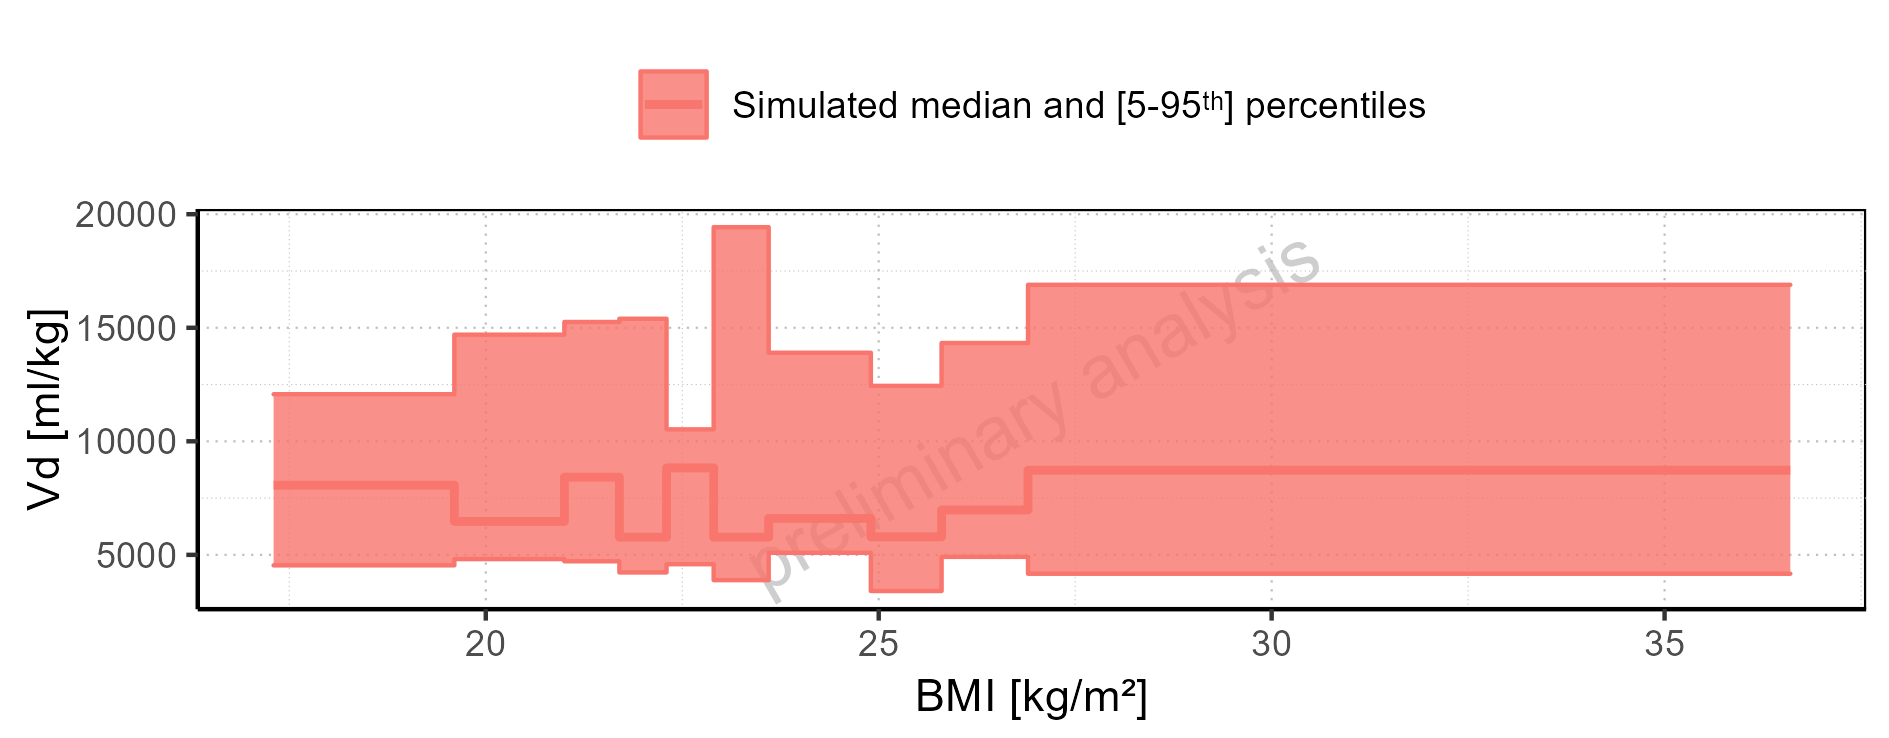 Simulated median and [5-95ᵗʰ] percentiles
20000
15000
10000
5000
Vd [ml/kg]
preliminary analysis
20 25 30 35
BMI [kg/m²]